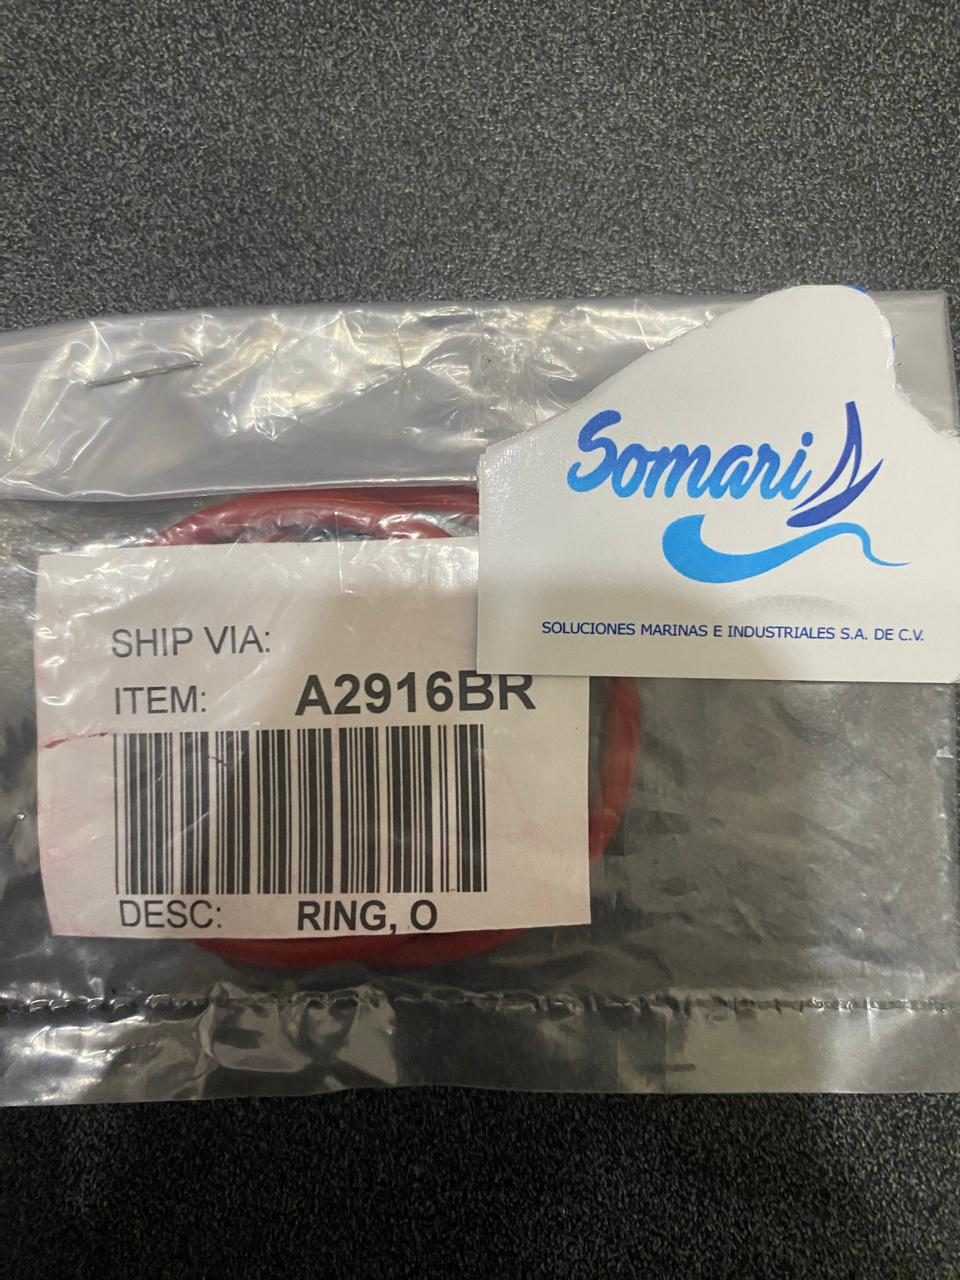 Somari
SOLUCIONES MARINAS E INDUSTRIALES S.A. DE C.V.
SHIP VIA:
ITEM: A2916BR
DESC: RING, O